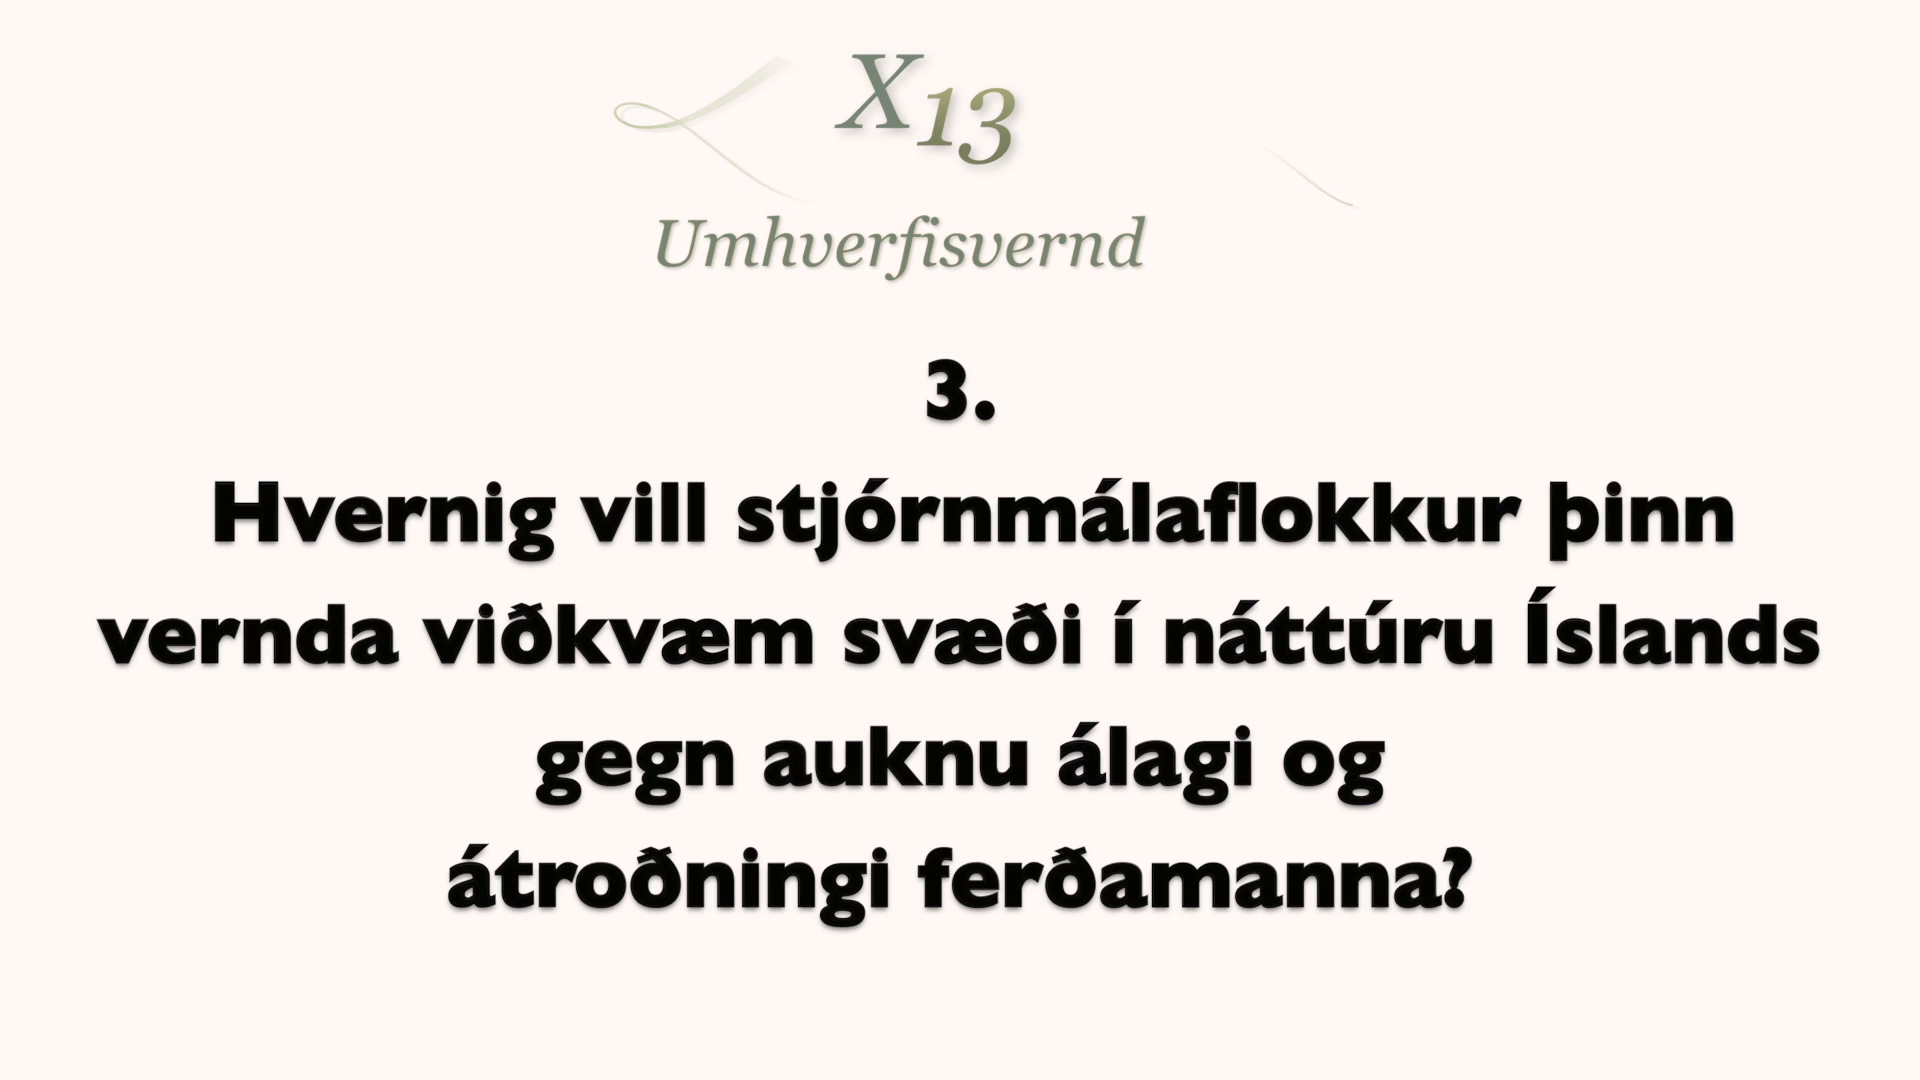 X13
Umhverfisvernd
3.
Hvernig vill stjórnmálaflokkur þinn
vernda viðkvæm svæði í náttúru Íslands
gegn auknu álagi og
átroðningi ferðamanna?